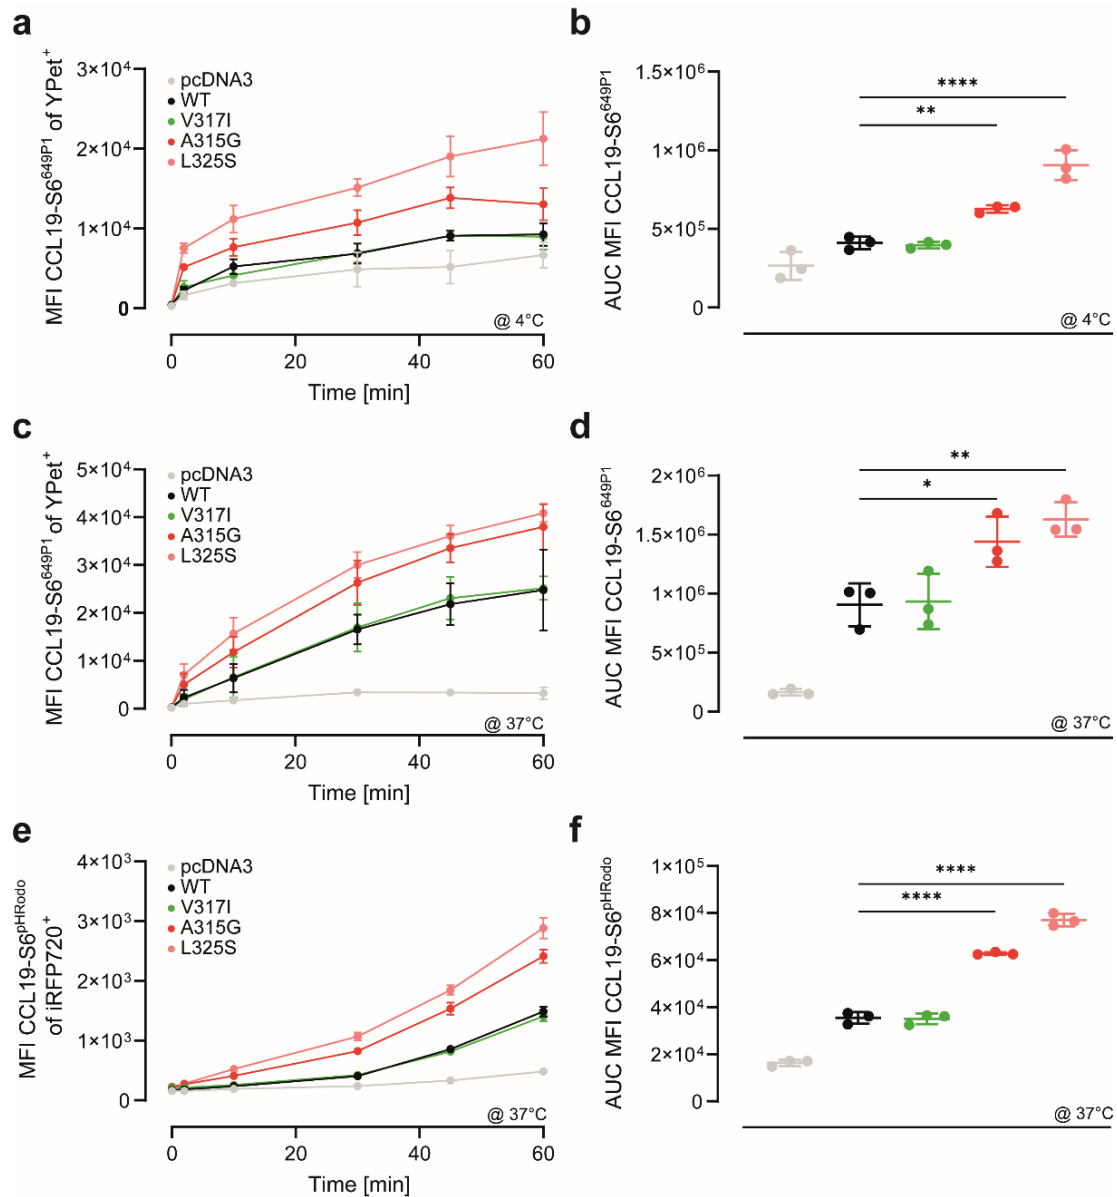 a
MFI CCL19-S6⁶⁴⁹ᴾ¹ of YPet⁺
3×10⁴
2×10⁴
1×10⁴
0
pcDNA3
WT
V317I
A315G
L325S
@ 4°C
0 20 40 60
Time [min]
b
AUC MFI CCL19-S6⁶⁴⁹ᴾ¹
1.5×10⁶
1×10⁶
5×10⁵
0
****
**
@ 4°C
c
MFI CCL19-S6⁶⁴⁹ᴾ¹ of YPet⁺
5×10⁴
4×10⁴
3×10⁴
2×10⁴
1×10⁴
0
pcDNA3
WT
V317I
A315G
L325S
@ 37°C
0 20 40 60
Time [min]
d
AUC MFI CCL19-S6⁶⁴⁹ᴾ¹
2×10⁶
1.5×10⁶
1×10⁶
5×10⁵
0
**
*
@ 37°C
e
MFI CCL19-S6ᵖᴴᴿᵒᵈᵒ
of iRFP720⁺
4×10³
3×10³
2×10³
1×10³
0
pcDNA3
WT
V317I
A315G
L325S
@ 37°C
0 20 40 60
Time [min]
f
AUC MFI CCL19-S6ᵖᴴᴿᵒᵈᵒ
1×10⁵
8×10⁴
6×10⁴
4×10⁴
2×10⁴
0
****
****
@ 37°C